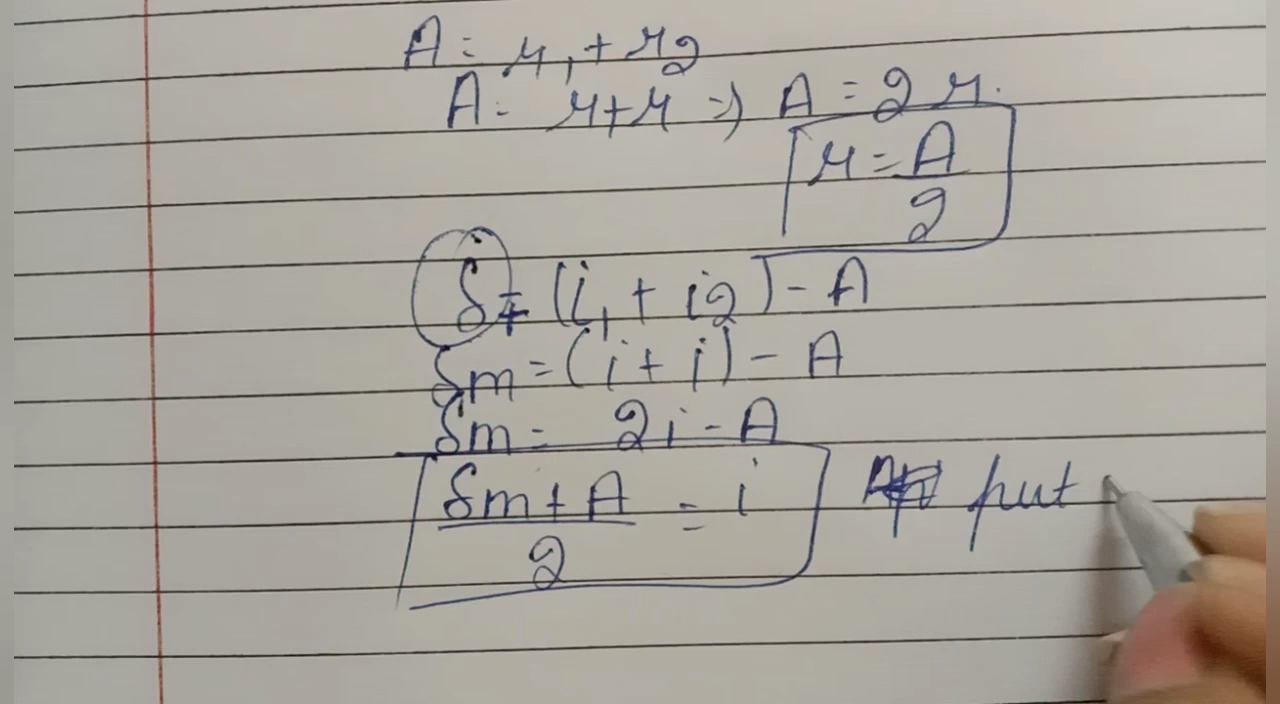 A = r₁ + r₂
A = r + r ⇒ A = 2r.
r = A/2
δ = (i₁ + i₂) - A
δm = (i + i) - A
δm = 2i - A
δm + A / 2 = i put